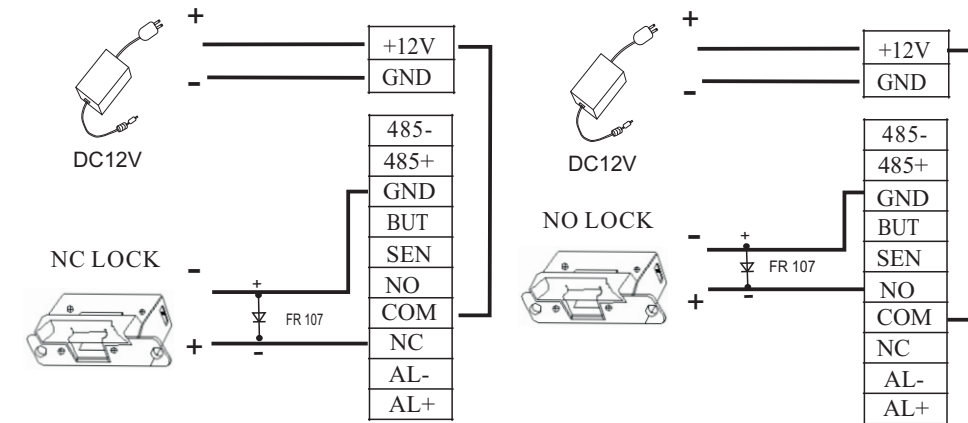 +
+12V
-
GND
DC12V
485-
485+
GND
BUT
SEN
NO
COM
NC
AL-
AL+
NC LOCK
-
+
FR 107
+
-
+
+12V
-
GND
DC12V
485-
485+
GND
BUT
SEN
NO
COM
NC
AL-
AL+
NO LOCK
-
+
FR 107
+
-